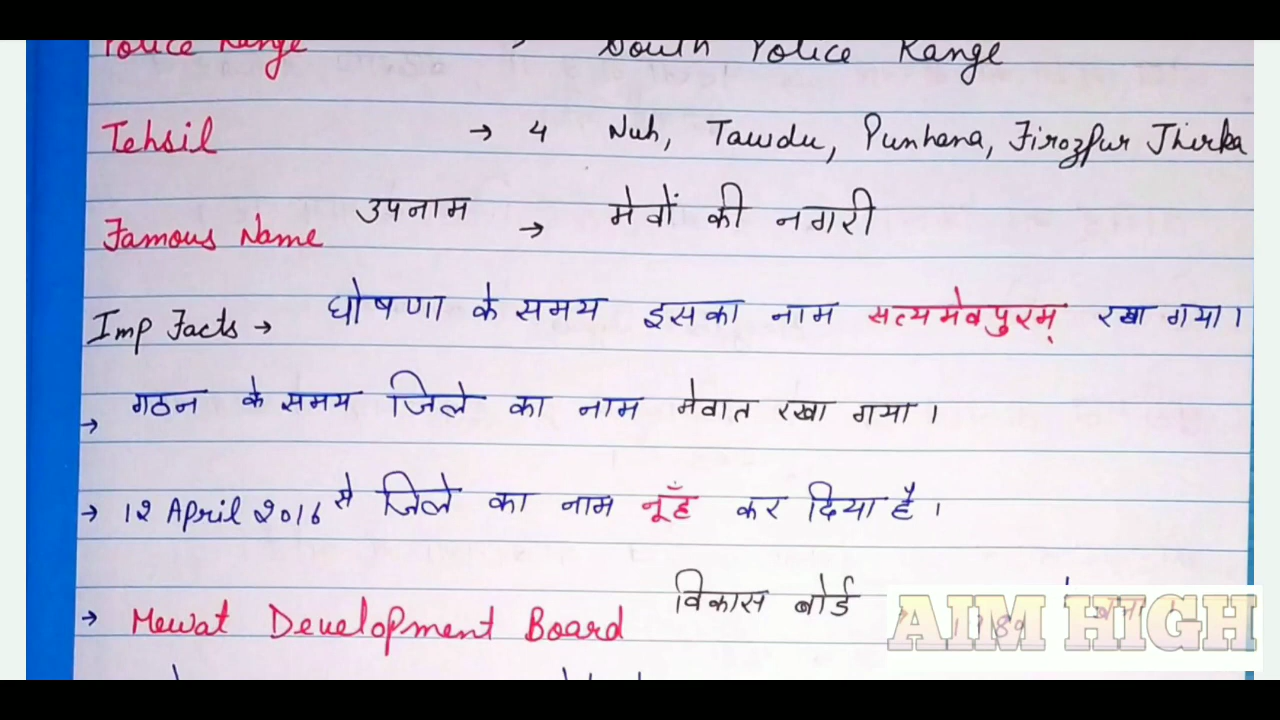 Police Range → South Police Range
Tehsil → 4 Nuh, Tawdu, Punhana, Firozpur Jhirka
Famous Name उपनाम → मेवों की नगरी
Imp Facts → घोषणा के समय इसका नाम सत्यमेवपुरम् रखा गया।
→ गठन के समय जिले का नाम मेवात रखा गया।
→ 12 April 2016 से जिले का नाम नूँह कर दिया है।
→ Mewat Development Board विकास बोर्ड
AIM HIGH